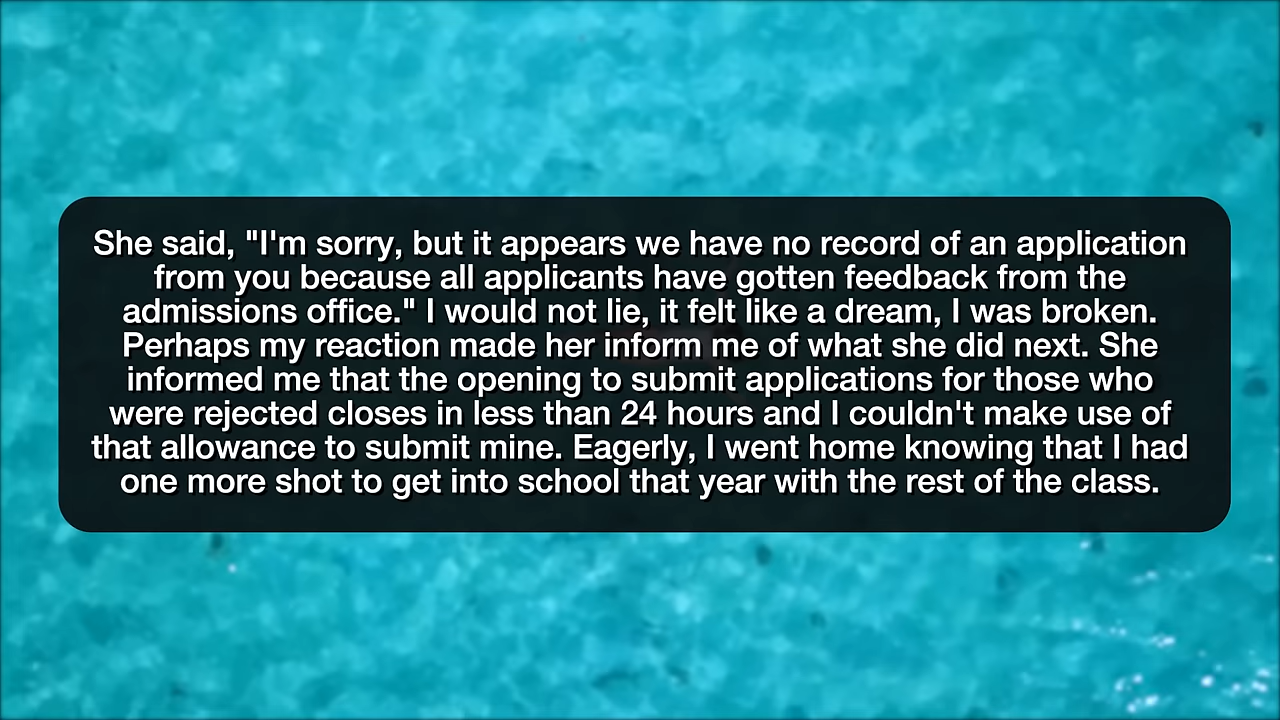 She said, "I'm sorry, but it appears we have no record of an application
from you because all applicants have gotten feedback from the
admissions office." I would not lie, it felt like a dream, I was broken.
Perhaps my reaction made her inform me of what she did next. She
informed me that the opening to submit applications for those who
were rejected closes in less than 24 hours and I couldn't make use of
that allowance to submit mine. Eagerly, I went home knowing that I had
one more shot to get into school that year with the rest of the class.